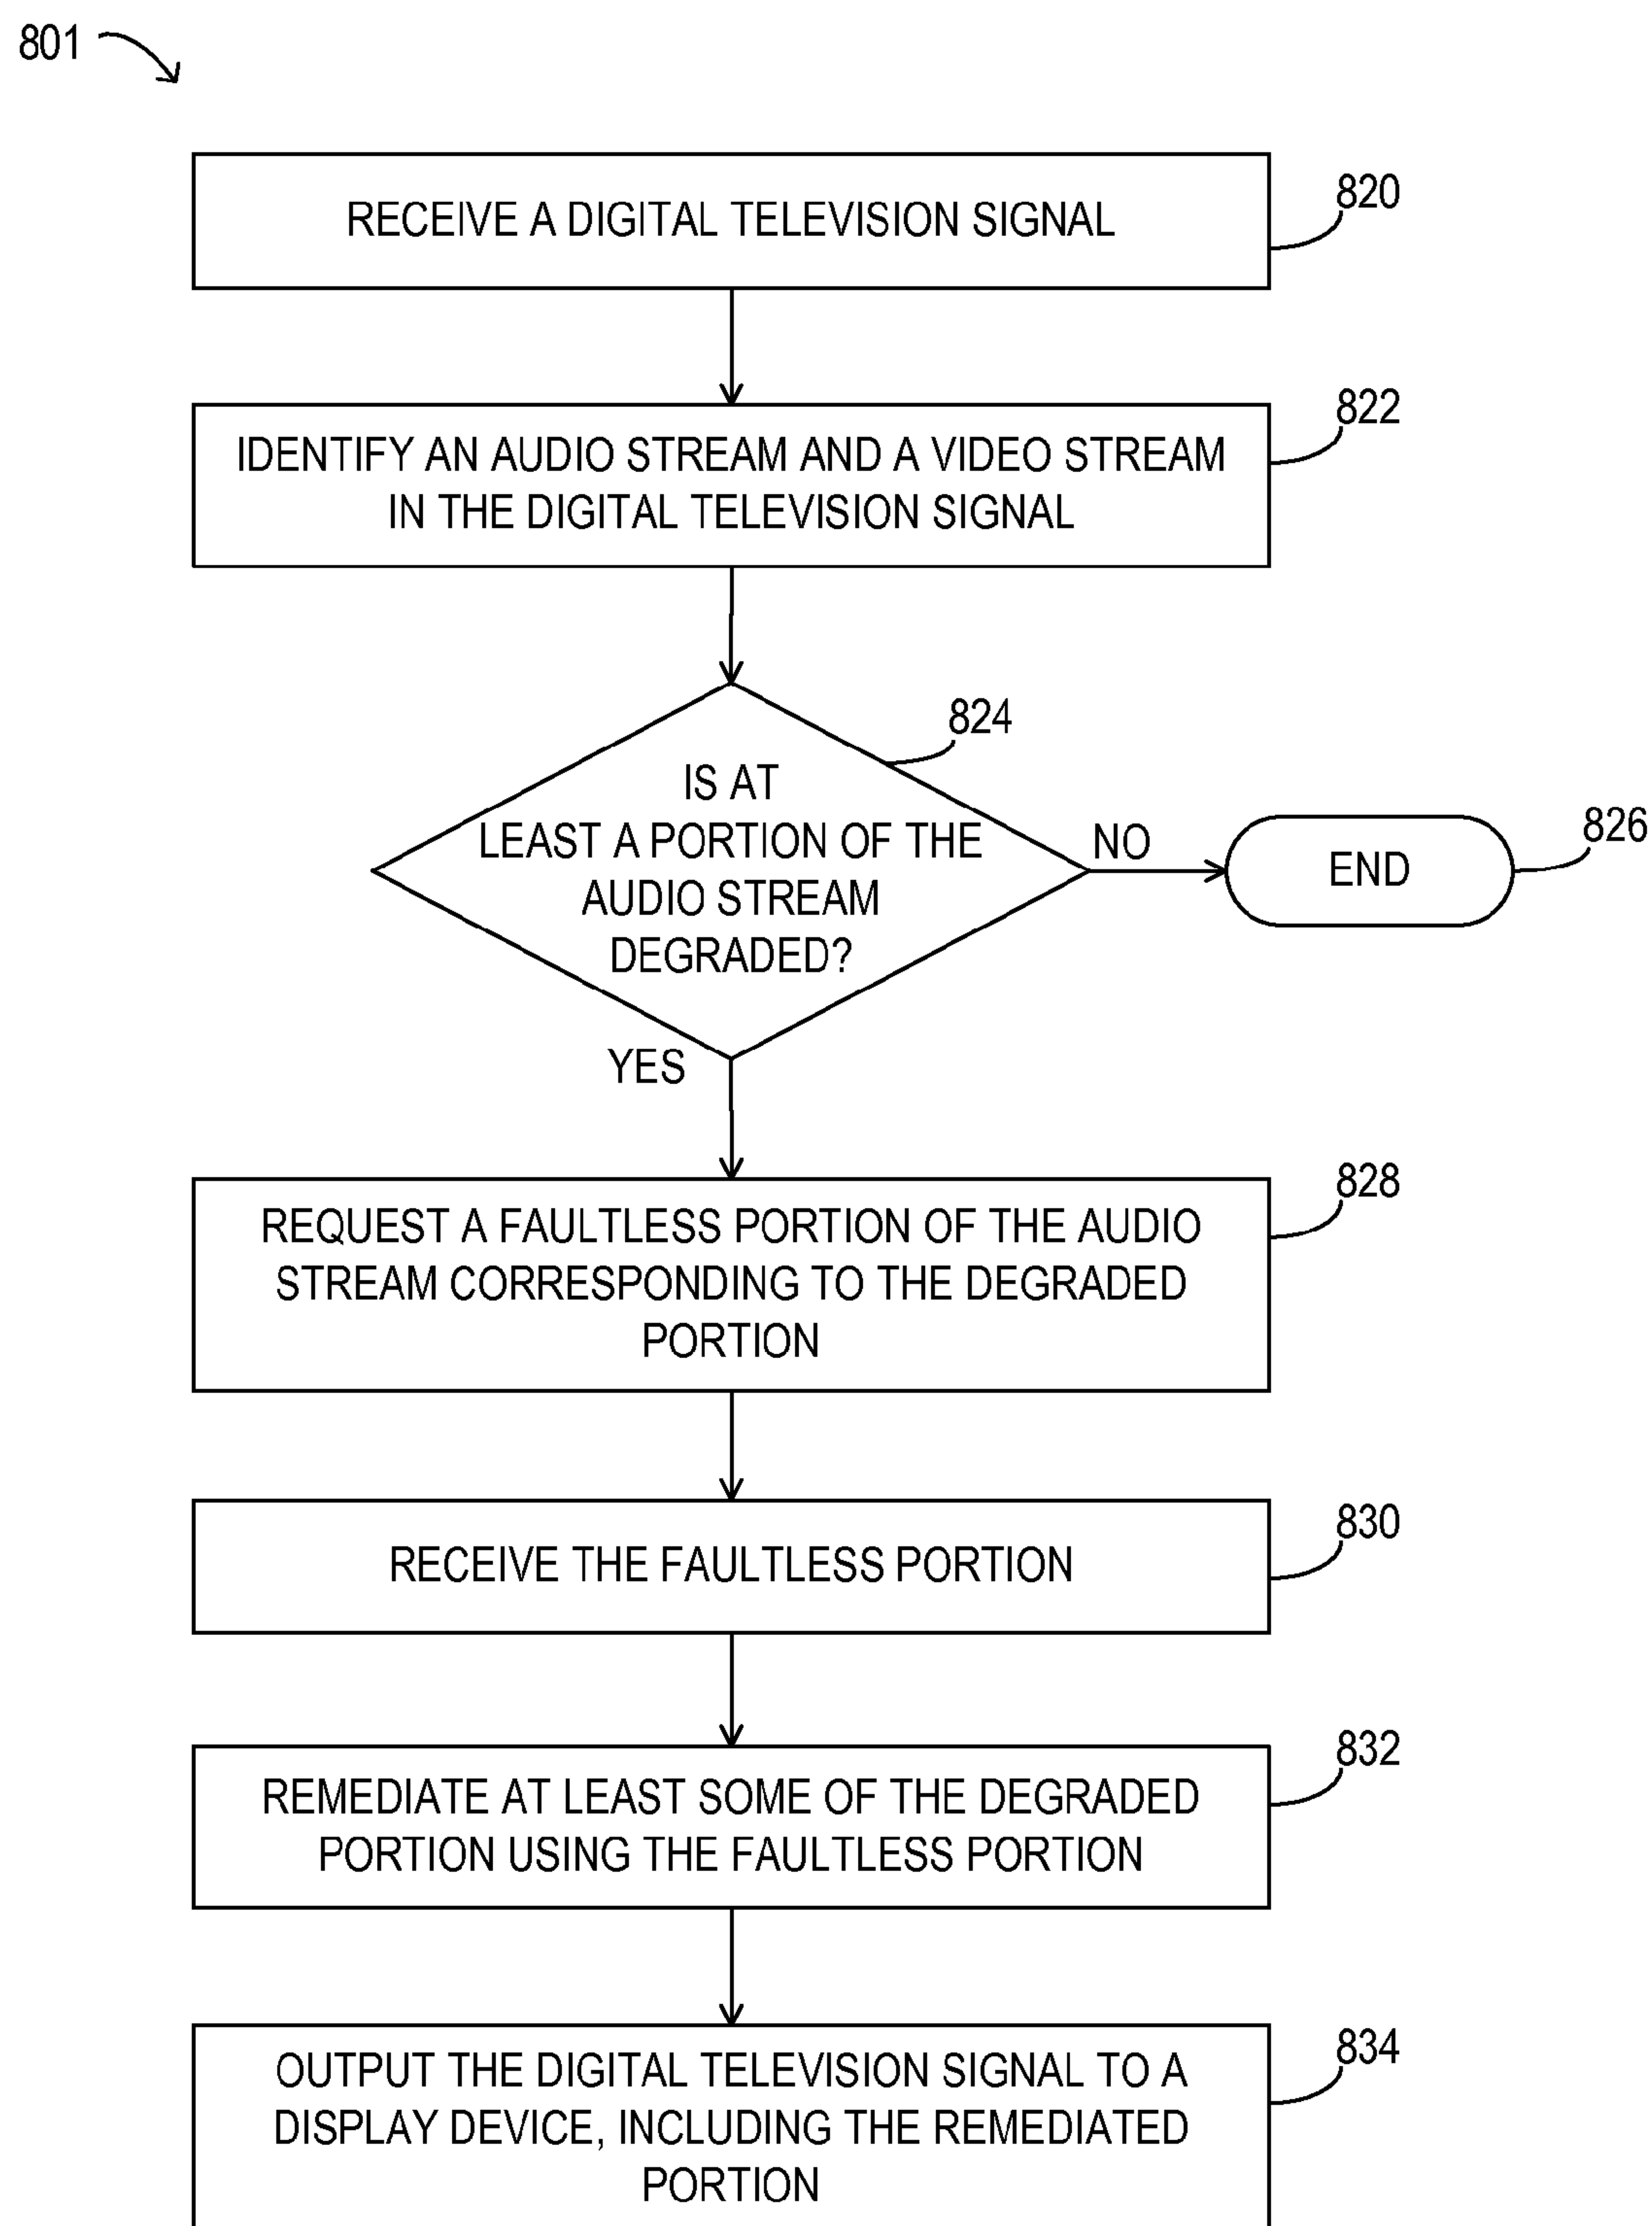 801
RECEIVE A DIGITAL TELEVISION SIGNAL
820
IDENTIFY AN AUDIO STREAM AND A VIDEO STREAM
IN THE DIGITAL TELEVISION SIGNAL
822
IS AT
LEAST A PORTION OF THE
AUDIO STREAM
DEGRADED?
824
NO
END
826
YES
REQUEST A FAULTLESS PORTION OF THE AUDIO
STREAM CORRESPONDING TO THE DEGRADED
PORTION
828
RECEIVE THE FAULTLESS PORTION
830
REMEDIATE AT LEAST SOME OF THE DEGRADED
PORTION USING THE FAULTLESS PORTION
832
OUTPUT THE DIGITAL TELEVISION SIGNAL TO A
DISPLAY DEVICE, INCLUDING THE REMEDIATED
PORTION
834